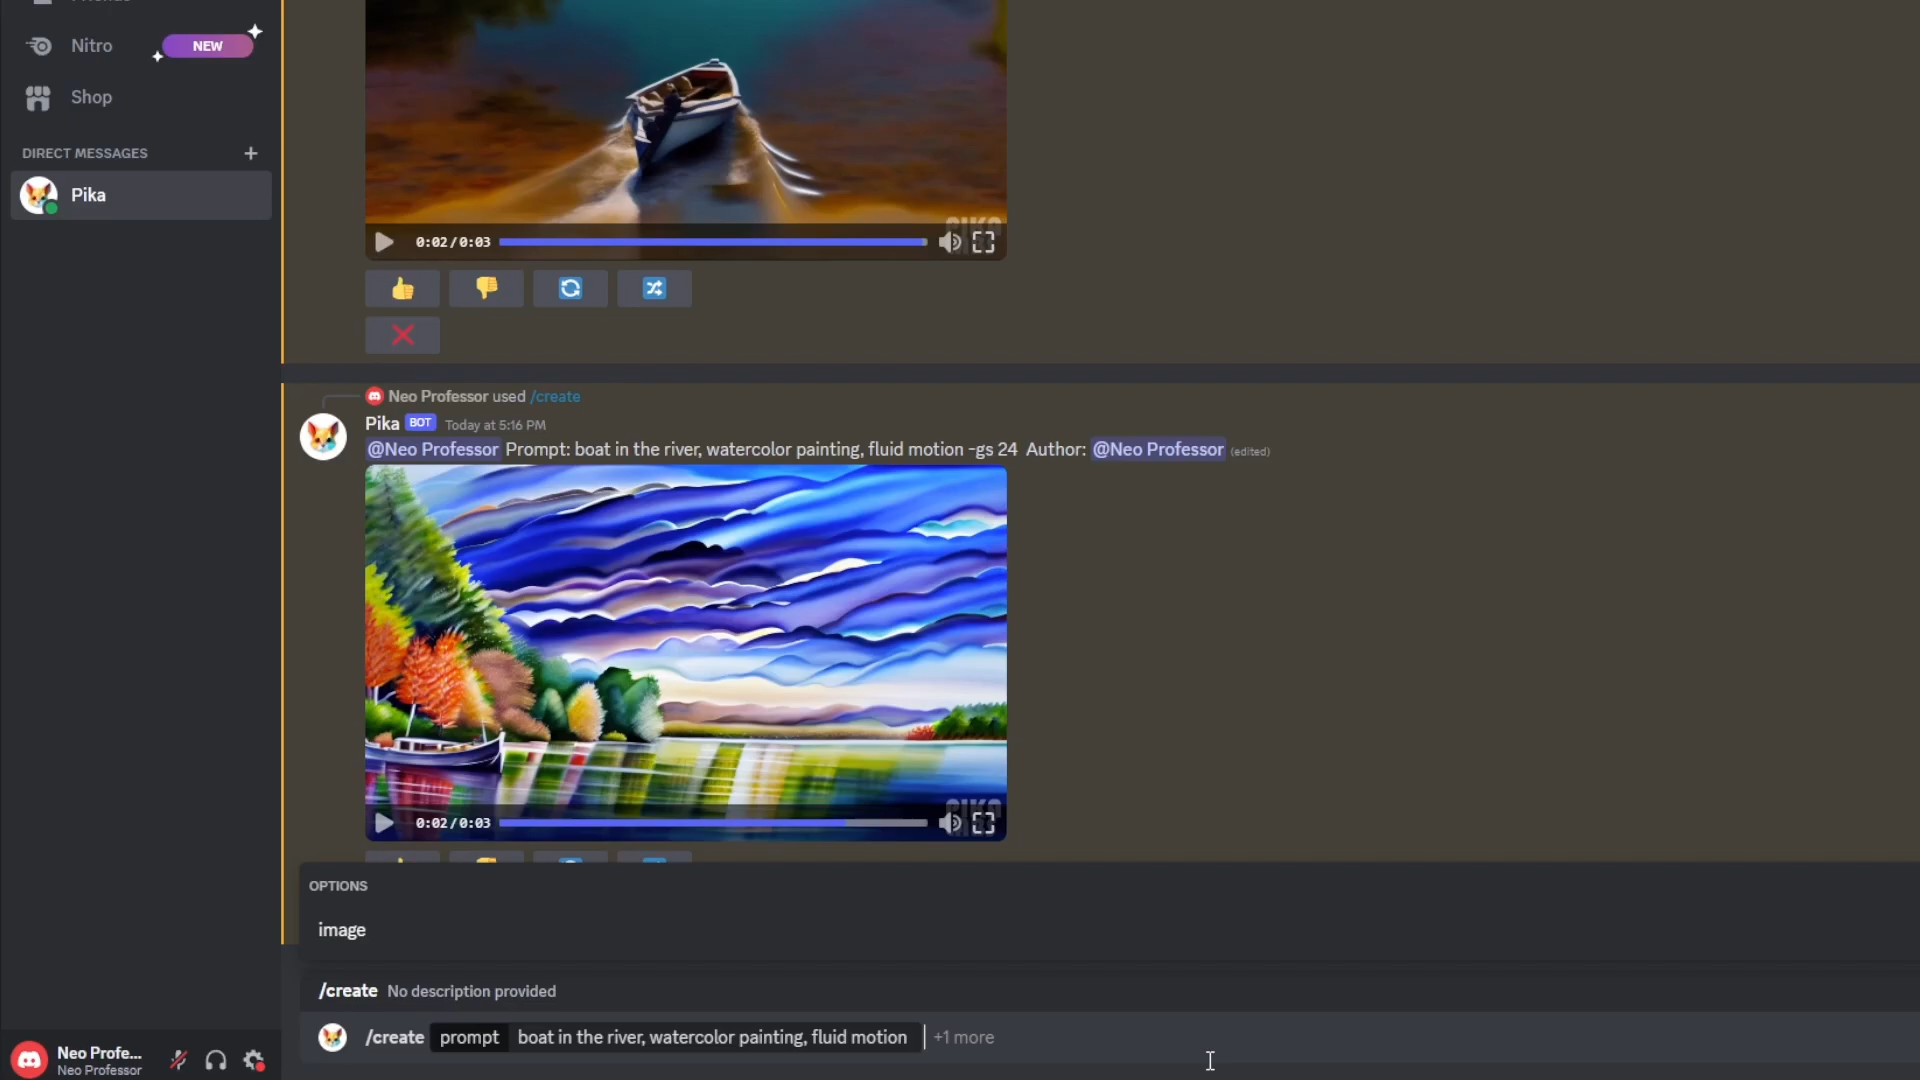 Friends
Nitro NEW
Shop
DIRECT MESSAGES +
Pika
0:02/0:03
PIKA
Neo Professor used /create
Pika BOT Today at 5:16 PM
@Neo Professor Prompt: boat in the river, watercolor painting, fluid motion -gs 24 Author: @Neo Professor (edited)
0:02/0:03
PIKA
OPTIONS
image
/create No description provided
/create prompt boat in the river, watercolor painting, fluid motion +1 more
Neo Profe...
Neo Professor